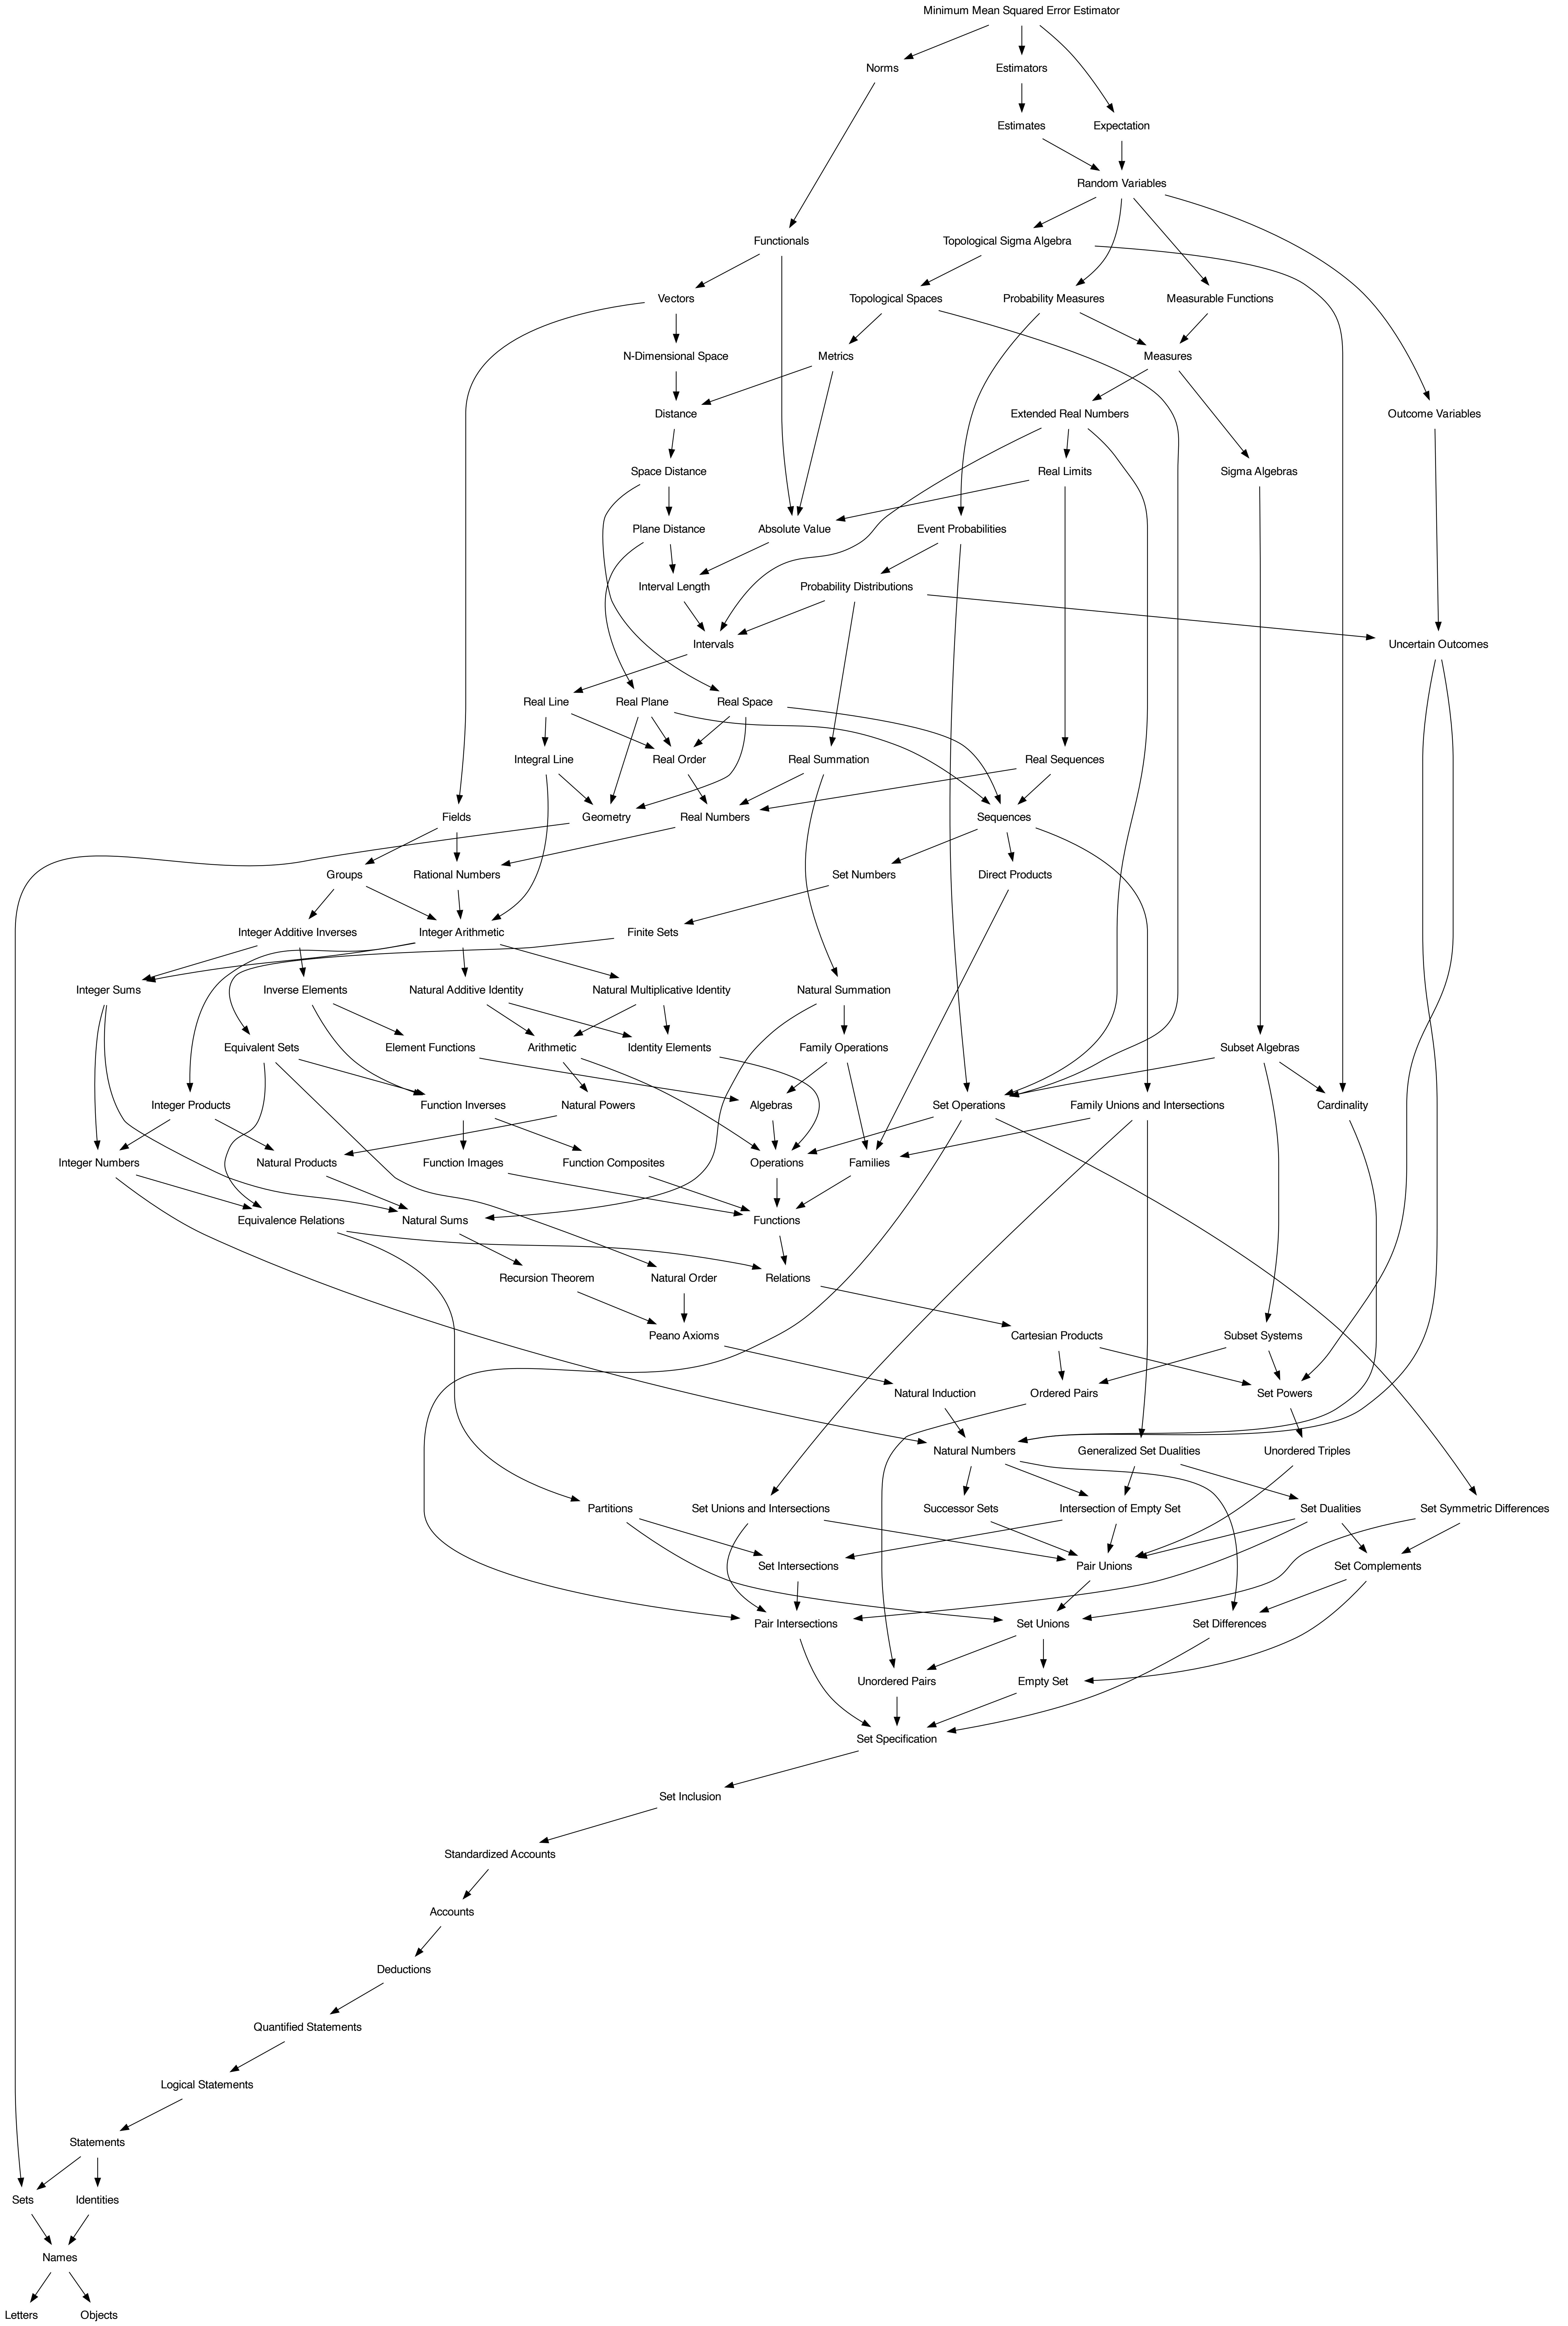 Minimum Mean Squared Error Estimator
Norms
Estimators
Estimates
Expectation
Random Variables
Functionals
Topological Sigma Algebra
Vectors
Topological Spaces
Probability Measures
Measurable Functions
N-Dimensional Space
Metrics
Measures
Distance
Extended Real Numbers
Outcome Variables
Space Distance
Real Limits
Sigma Algebras
Plane Distance
Absolute Value
Event Probabilities
Interval Length
Probability Distributions
Intervals
Uncertain Outcomes
Real Line
Real Plane
Real Space
Integral Line
Real Order
Real Summation
Real Sequences
Fields
Geometry
Real Numbers
Sequences
Groups
Rational Numbers
Set Numbers
Direct Products
Integer Additive Inverses
Integer Arithmetic
Finite Sets
Integer Sums
Inverse Elements
Natural Additive Identity
Natural Multiplicative Identity
Natural Summation
Equivalent Sets
Element Functions
Arithmetic
Identity Elements
Family Operations
Subset Algebras
Integer Products
Function Inverses
Natural Powers
Algebras
Set Operations
Family Unions and Intersections
Cardinality
Integer Numbers
Natural Products
Function Images
Function Composites
Operations
Families
Equivalence Relations
Natural Sums
Functions
Recursion Theorem
Natural Order
Relations
Peano Axioms
Cartesian Products
Subset Systems
Natural Induction
Ordered Pairs
Set Powers
Natural Numbers
Generalized Set Dualities
Unordered Triples
Partitions
Set Unions and Intersections
Successor Sets
Intersection of Empty Set
Set Dualities
Set Symmetric Differences
Set Intersections
Pair Unions
Set Complements
Pair Intersections
Set Unions
Set Differences
Unordered Pairs
Empty Set
Set Specification
Set Inclusion
Standardized Accounts
Accounts
Deductions
Quantified Statements
Logical Statements
Statements
Sets
Identities
Names
Letters
Objects